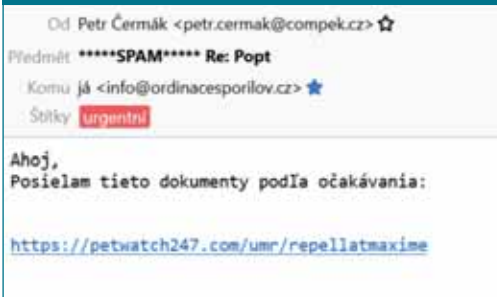 Od Petr Čermák <petr.cermak@compek.cz>
Předmět *****SPAM***** Re: Popt
Komu já <info@ordinacesporilov.cz>
Štítky urgentní
Ahoj,
Posielam tieto dokumenty podľa očakávania:
https://petwatch247.com/umr/repellatmaxime